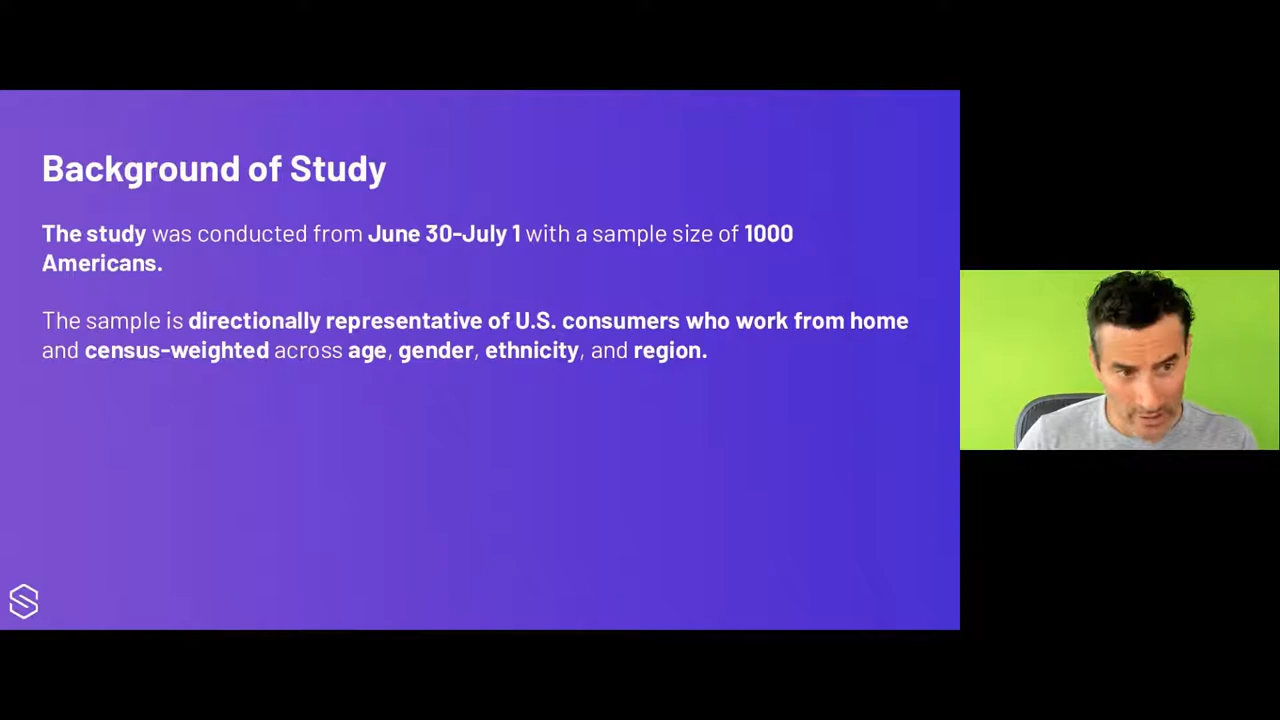 Background of Study
The study was conducted from June 30-July 1 with a sample size of 1000
Americans.
The sample is directionally representative of U.S. consumers who work from home
and census-weighted across age, gender, ethnicity, and region.